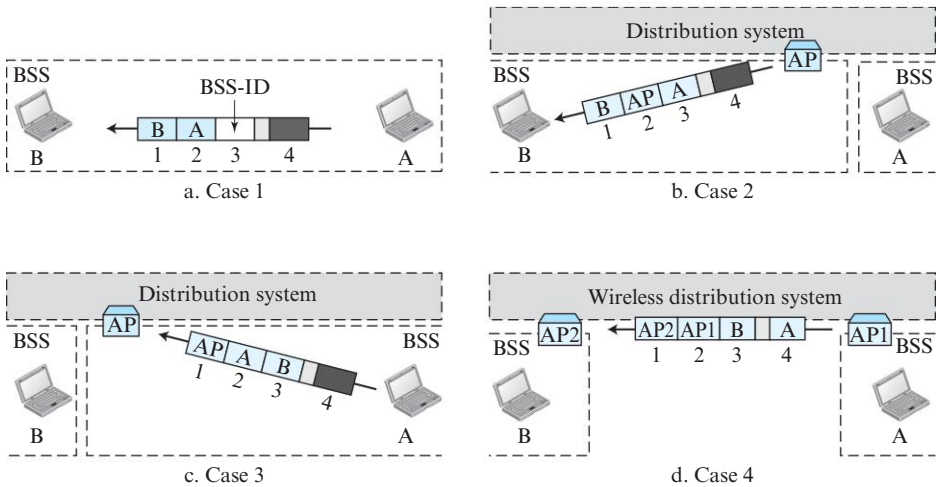 BSS
BSS-ID
B A
1 2 3 4
B
A
a. Case 1
Distribution system
AP
BSS
BSS
B AP A
1 2 3 4
B
A
b. Case 2
Distribution system
AP
BSS
BSS
AP A B
1 2 3 4
B
A
c. Case 3
Wireless distribution system
AP2
AP2 AP1 B A
AP1
1 2 3 4
BSS
BSS
B
A
d. Case 4